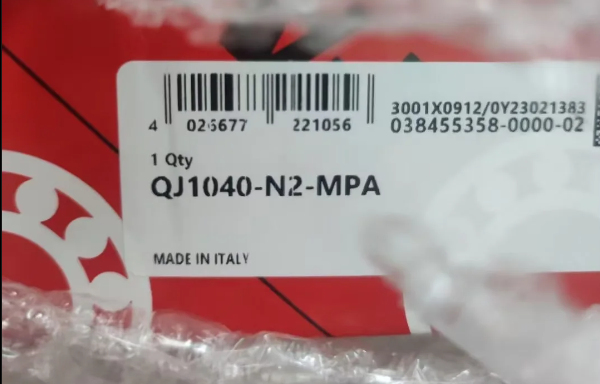 3001X0912/0Y23021383
4 026677 221056 038455358-0000-02
1 Qty
QJ1040-N2-MPA
MADE IN ITALY